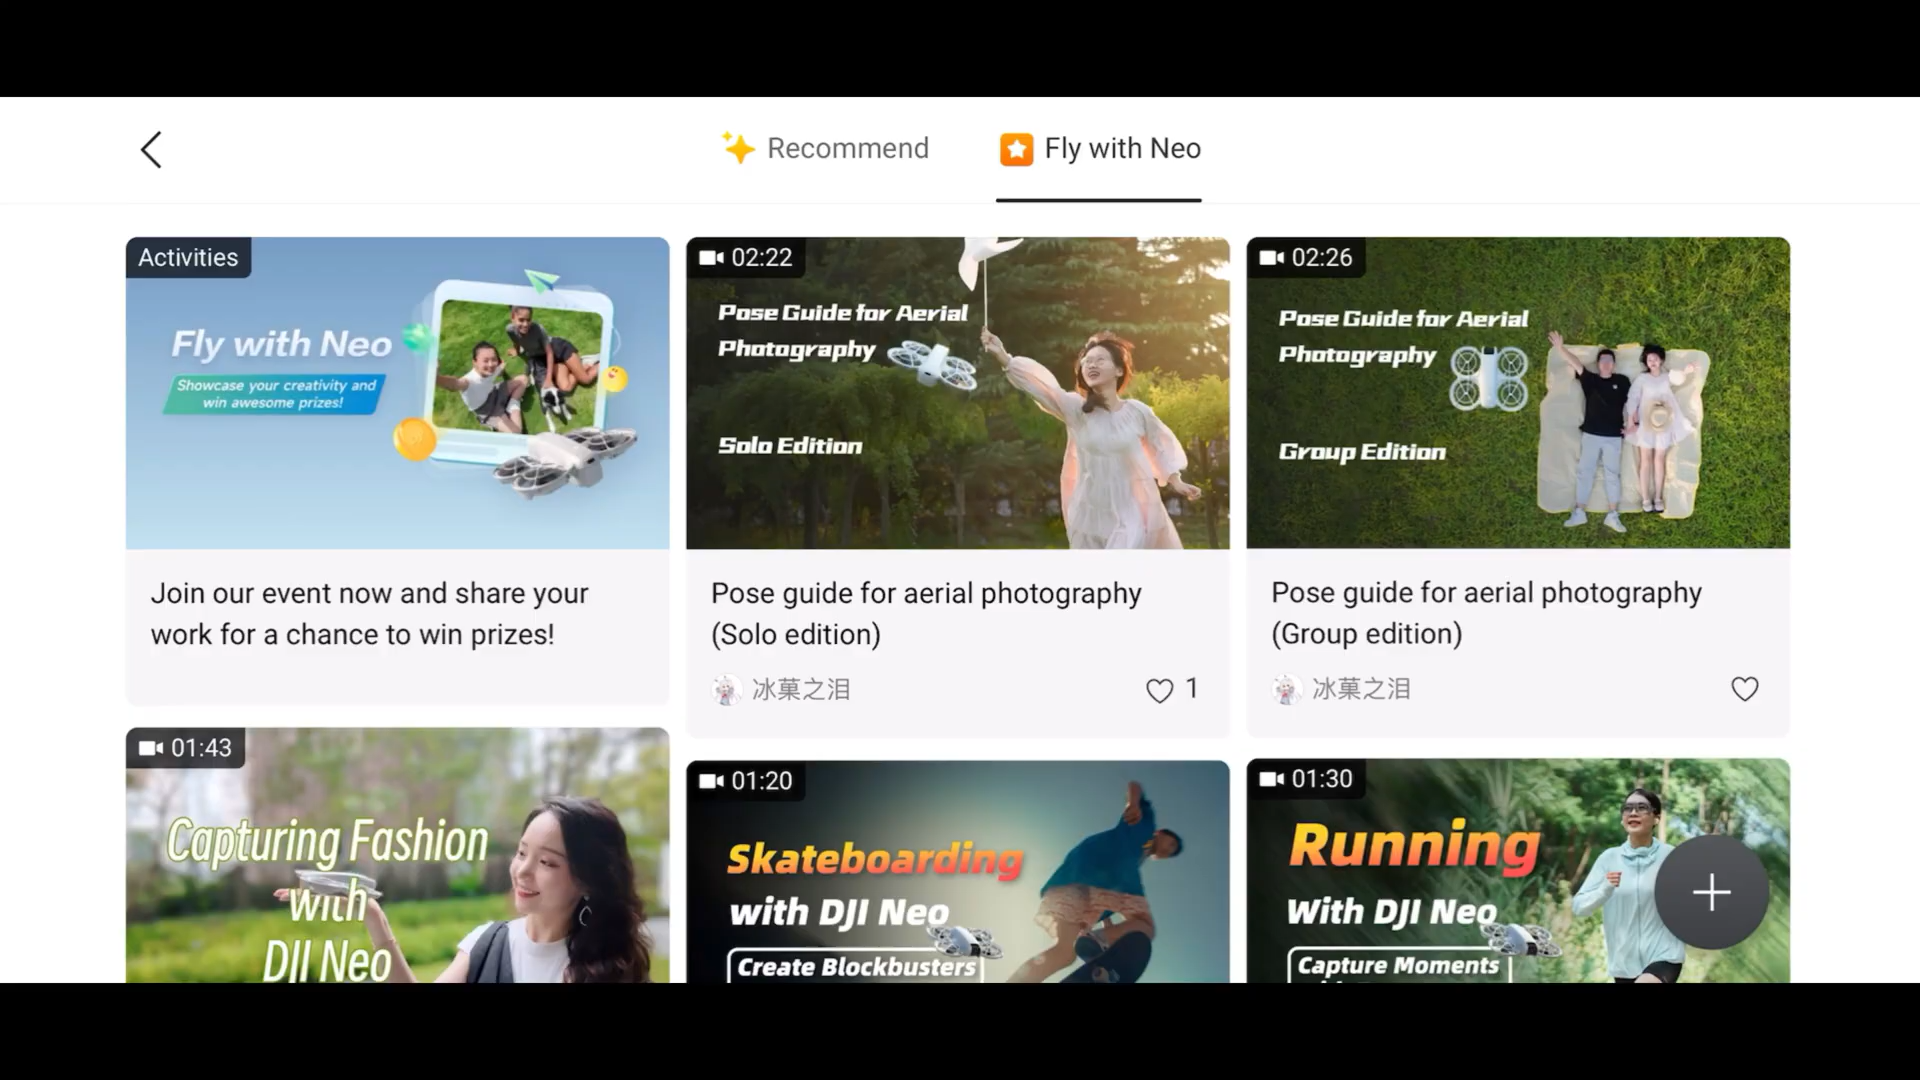 Recommend
Fly with Neo
Activities
Fly with Neo
Showcase your creativity and
win awesome prizes!
Join our event now and share your
work for a chance to win prizes!
02:22
Pose Guide for Aerial
Photography
Solo Edition
Pose guide for aerial photography
(Solo edition)
冰菓之泪
1
02:26
Pose Guide for Aerial
Photography
Group Edition
Pose guide for aerial photography
(Group edition)
冰菓之泪
01:43
Capturing Fashion
with
DJI Neo
01:20
Skateboarding
with DJI Neo
Create Blockbusters
01:30
Running
With DJI Neo
Capture Moments